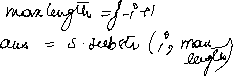 maxlength = j-i+1
ans = s.substr (i, maxlength)